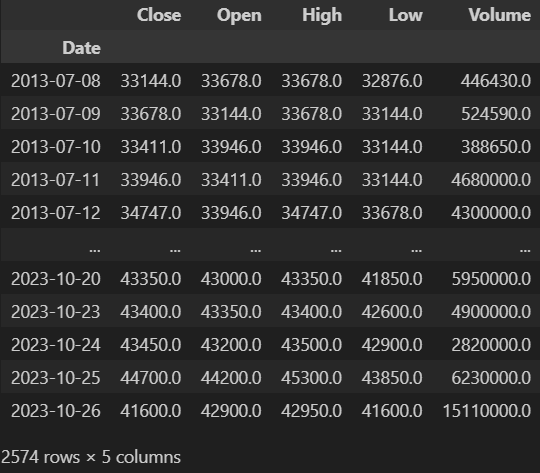 Close Open High Low Volume
Date
2013-07-08 33144.0 33678.0 33678.0 32876.0 446430.0
2013-07-09 33678.0 33144.0 33678.0 33144.0 524590.0
2013-07-10 33411.0 33946.0 33946.0 33144.0 388650.0
2013-07-11 33946.0 33411.0 33946.0 33144.0 4680000.0
2013-07-12 34747.0 33946.0 34747.0 33678.0 4300000.0
... ... ... ... ... ...
2023-10-20 43350.0 43000.0 43350.0 41850.0 5950000.0
2023-10-23 43400.0 43350.0 43400.0 42600.0 4900000.0
2023-10-24 43450.0 43200.0 43500.0 42900.0 2820000.0
2023-10-25 44700.0 44200.0 45300.0 43850.0 6230000.0
2023-10-26 41600.0 42900.0 42950.0 41600.0 15110000.0
2574 rows × 5 columns